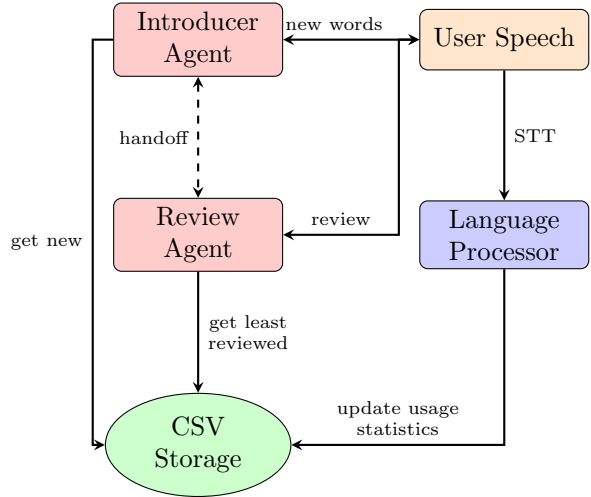 Introducer
Agent
new words
User Speech
handoff
STT
Review
Agent
review
Language
Processor
get new
get least
reviewed
update usage
statistics
CSV
Storage